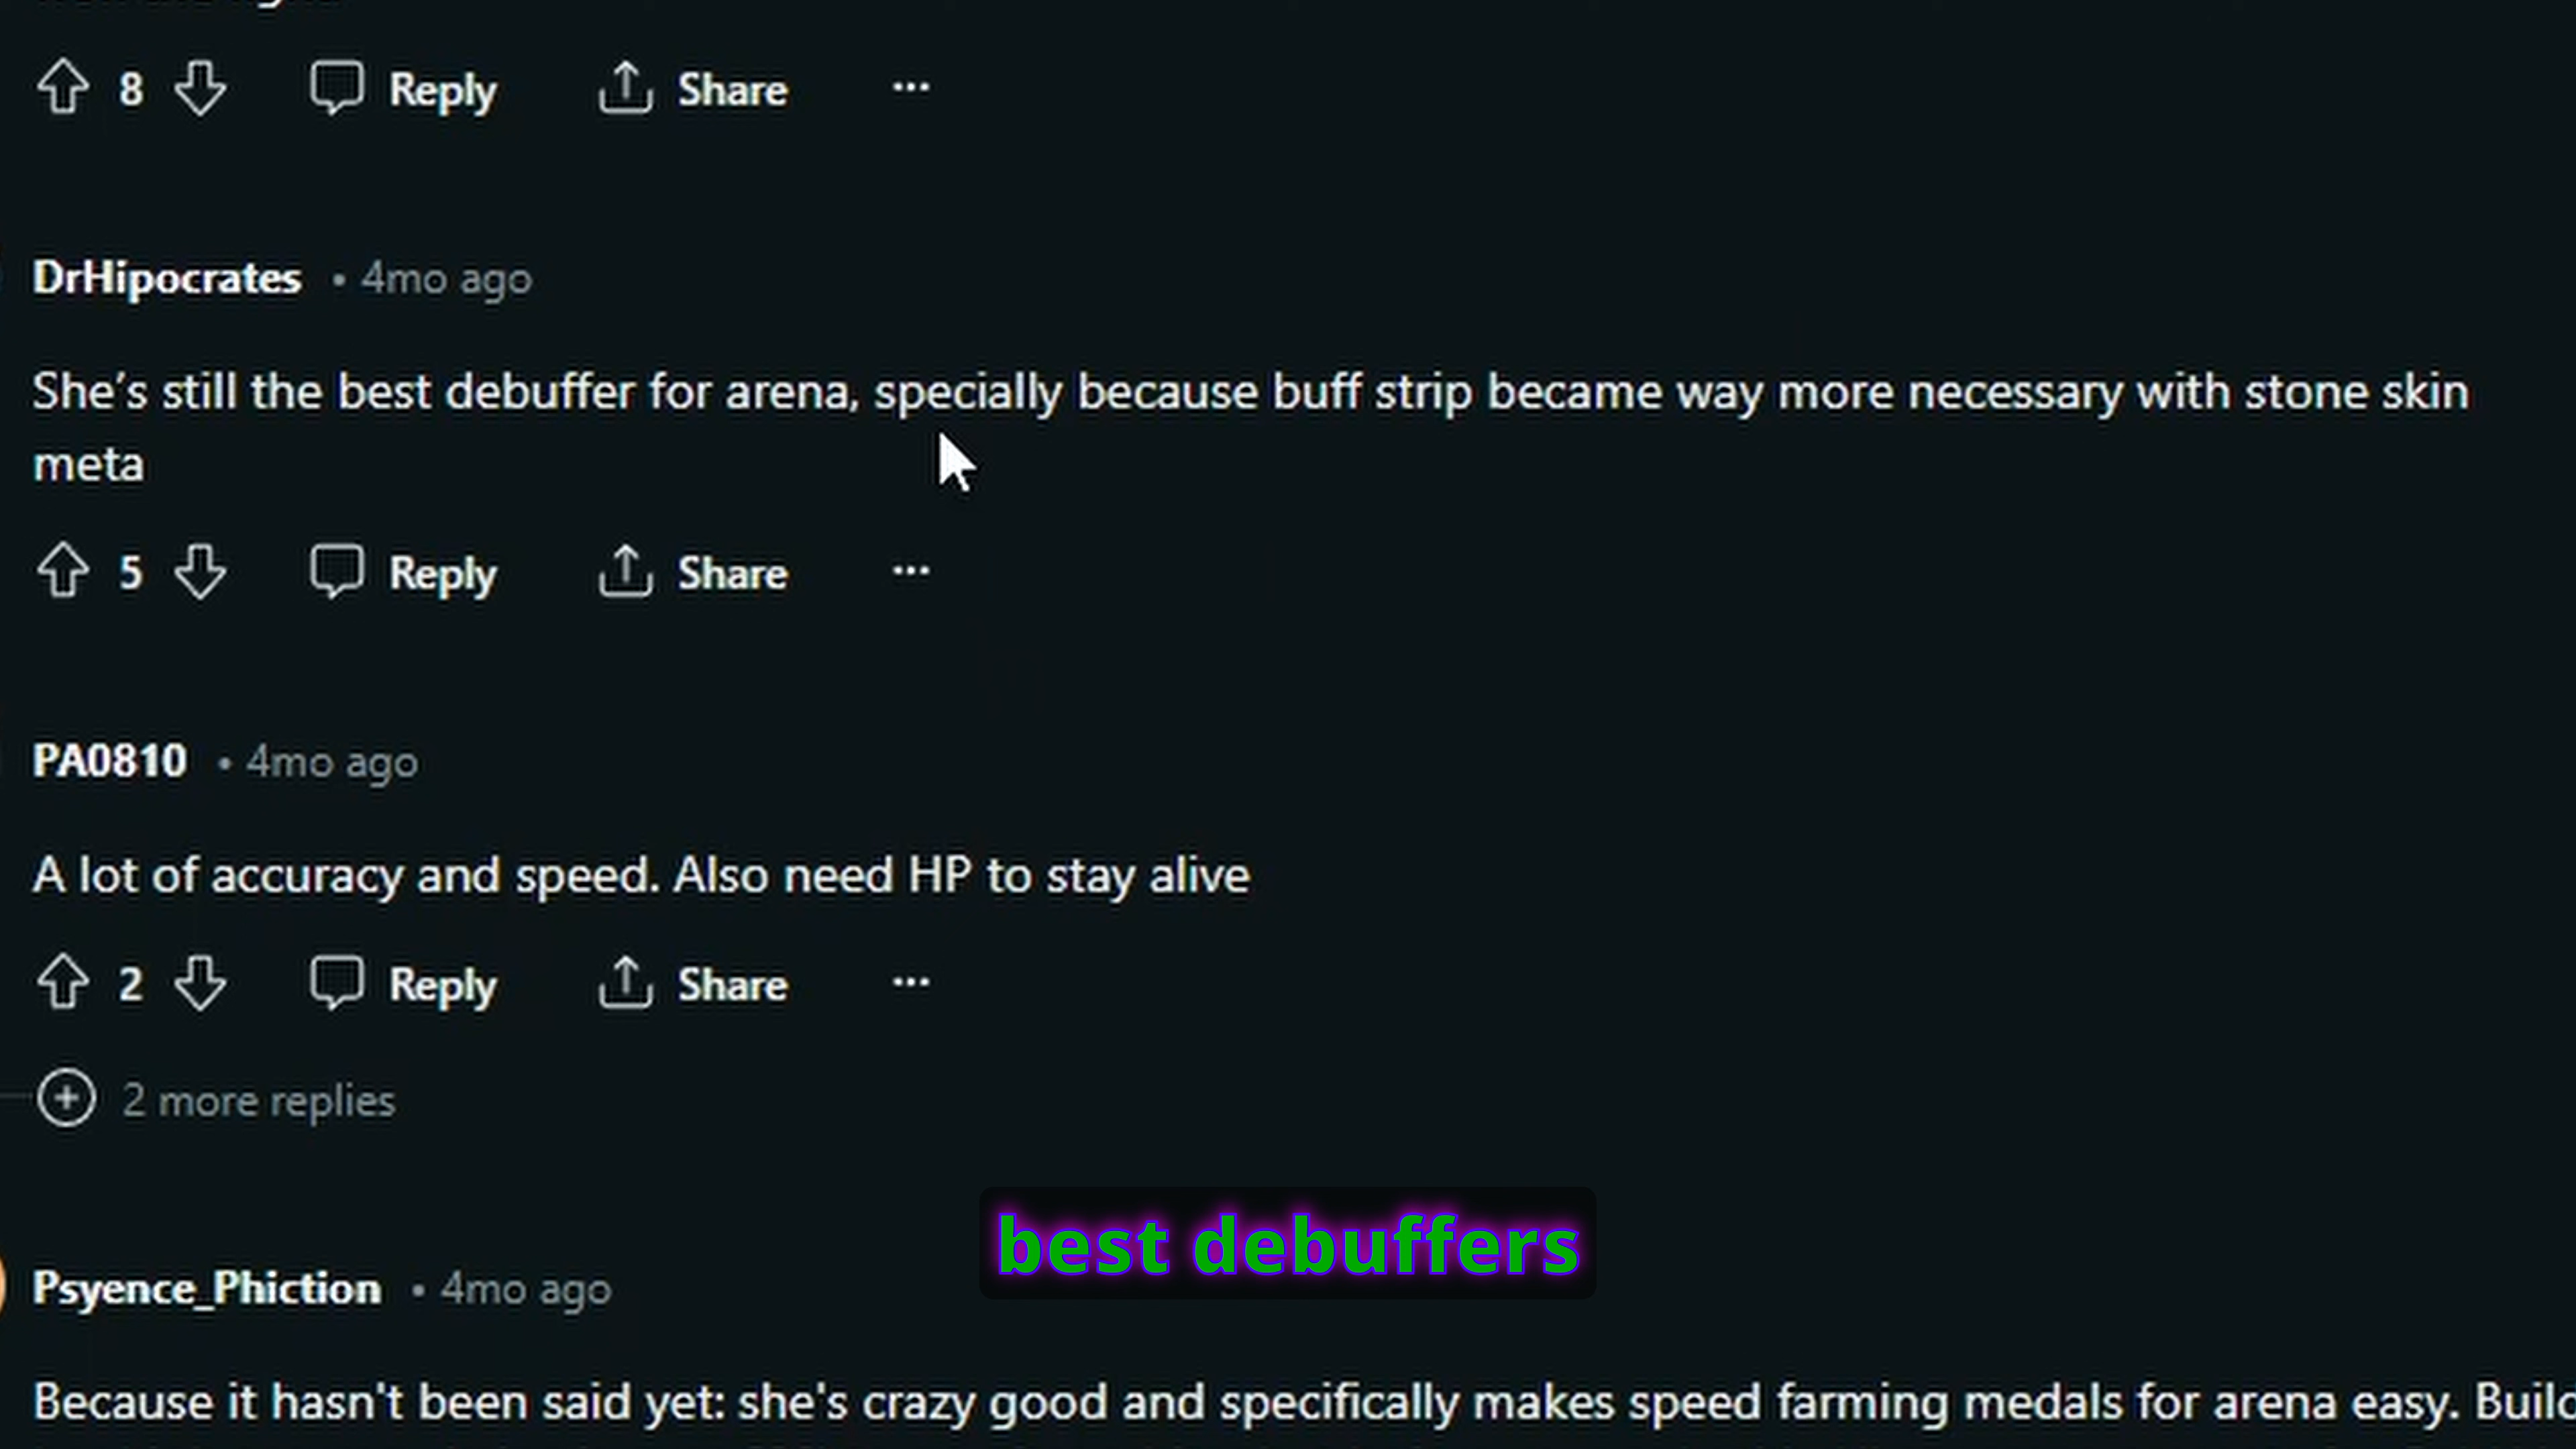 8 Reply Share ...
DrHipocrates • 4mo ago
She's still the best debuffer for arena, specially because buff strip became way more necessary with stone skin
meta
5 Reply Share ...
PA0810 • 4mo ago
A lot of accuracy and speed. Also need HP to stay alive
2 Reply Share ...
2 more replies
best debuffers
Psyence_Phiction • 4mo ago
Because it hasn't been said yet: she's crazy good and specifically makes speed farming medals for arena easy.